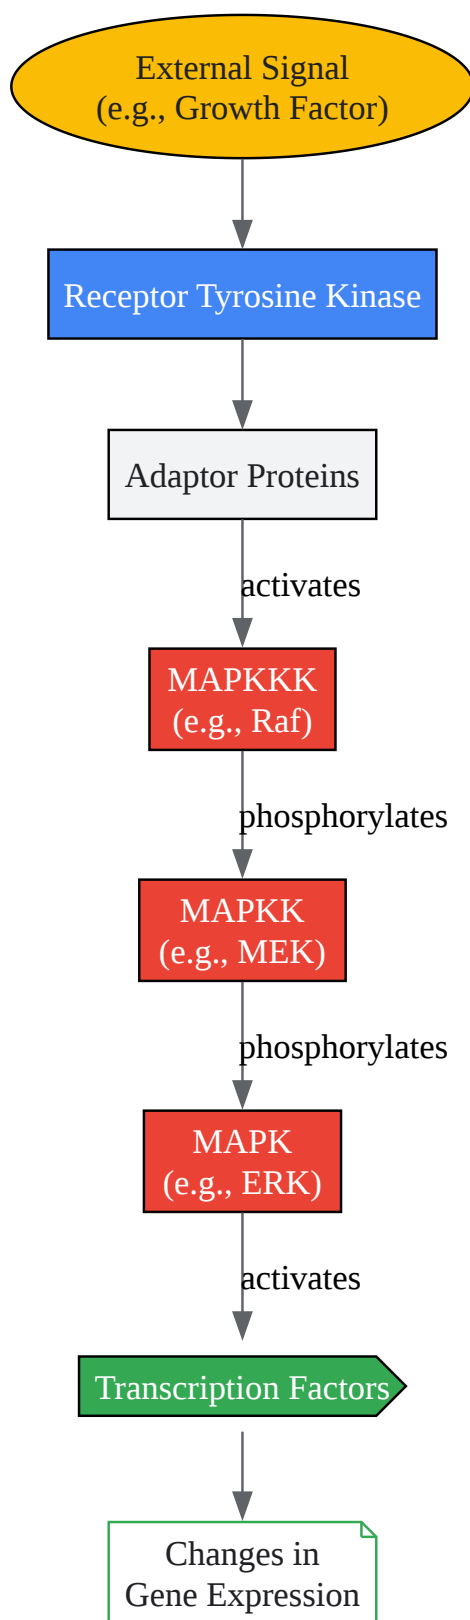 External Signal
(e.g., Growth Factor)
Receptor Tyrosine Kinase
Adaptor Proteins
activates
MAPKKK
(e.g., Raf)
phosphorylates
MAPKK
(e.g., MEK)
phosphorylates
MAPK
(e.g., ERK)
activates
Transcription Factors
Changes in
Gene Expression